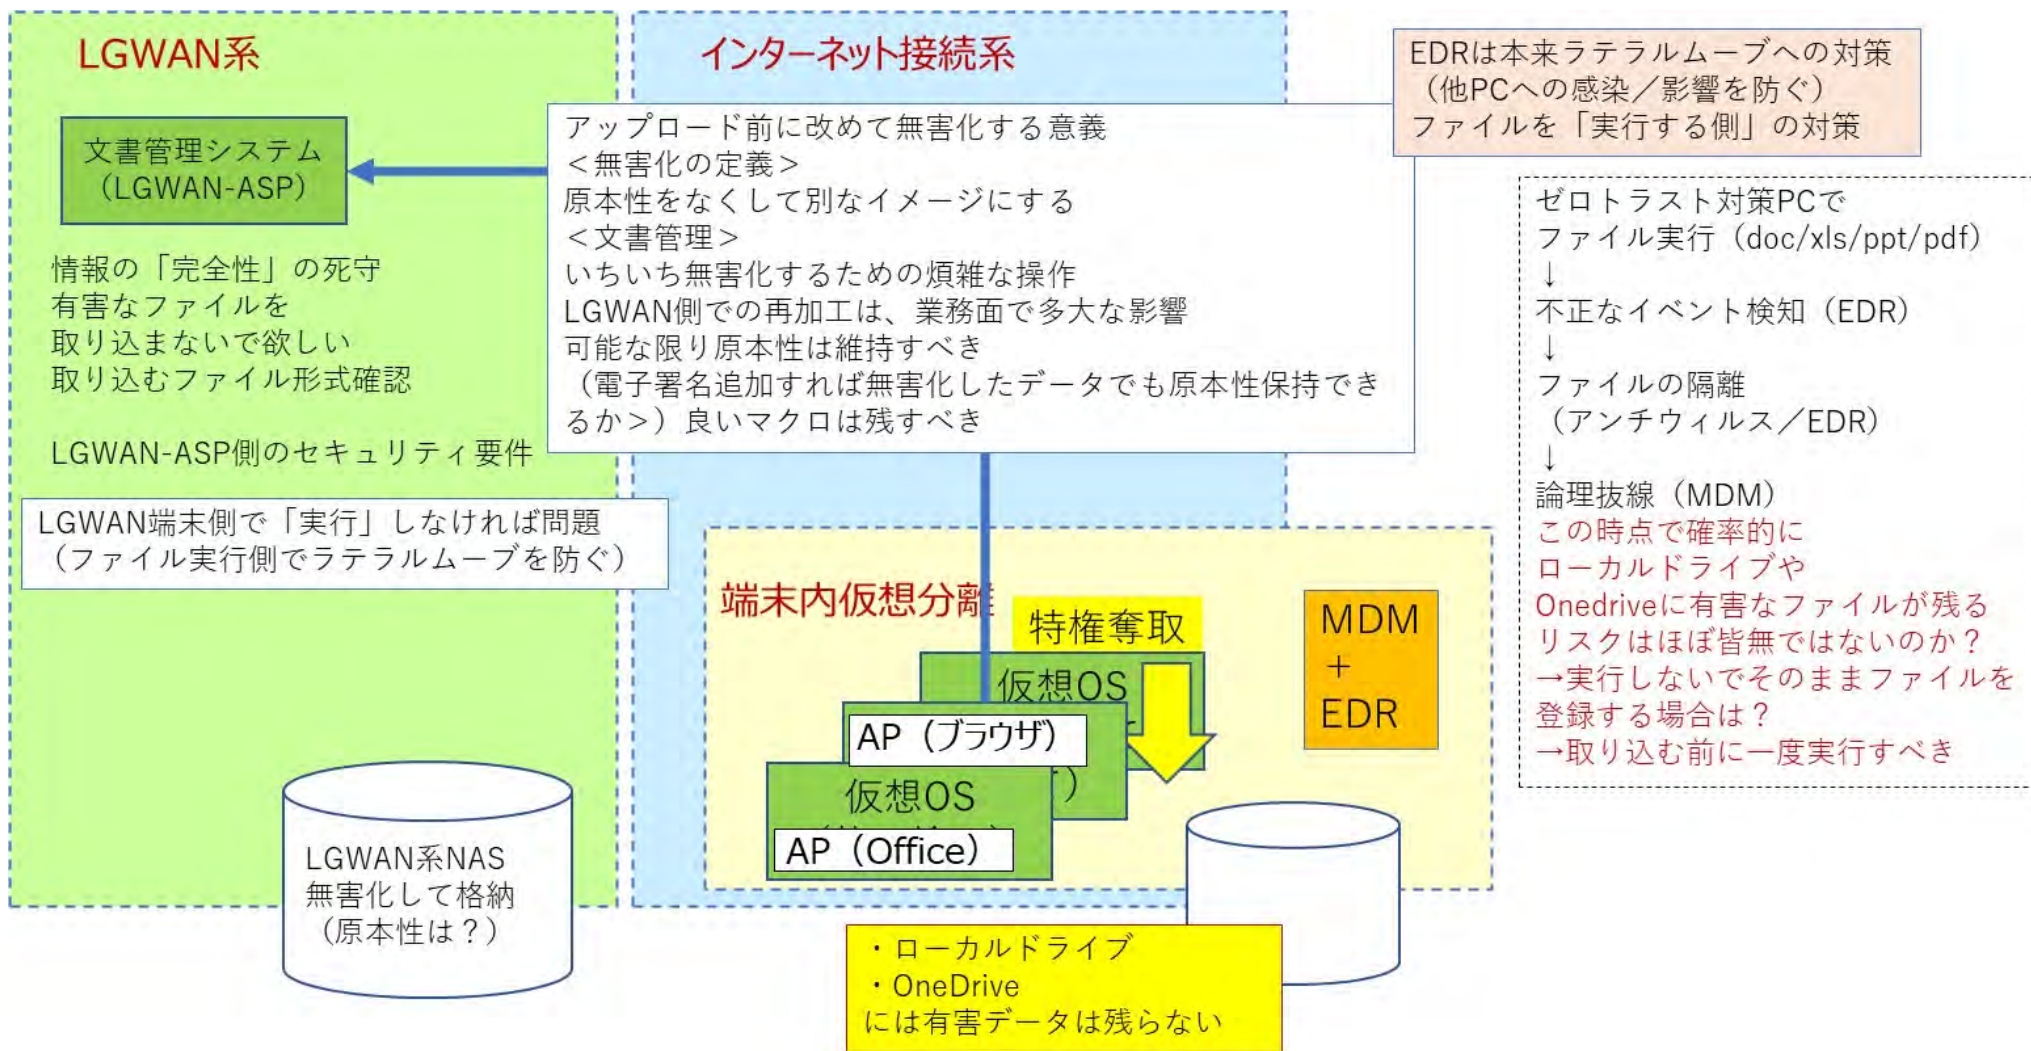 LGWAN系
文書管理システム
（LGWAN-ASP）
情報の「完全性」の死守
有害なファイルを
取り込まないで欲しい
取り込むファイル形式確認
LGWAN-ASP側のセキュリティ要件
LGWAN端末側で「実行」しなければ問題
（ファイル実行側でラテラルムーブを防ぐ）
LGWAN系NAS
無害化して格納
（原本性は？）
インターネット接続系
アップロード前に改めて無害化する意義
＜無害化の定義＞
原本性をなくして別なイメージにする
＜文書管理＞
いちいち無害化するための煩雑な操作
LGWAN側での再加工は、業務面で多大な影響
可能な限り原本性は維持すべき
（電子署名追加すれば無害化したデータでも原本性保持でき
るか＞）良いマクロは残すべき
端末内仮想分離
特権奪取
仮想OS
AP（ブラウザ）
仮想OS
AP（Office）
MDM
+
EDR
・ローカルドライブ
・OneDrive
には有害データは残らない
EDRは本来ラテラルムーブへの対策
（他PCへの感染／影響を防ぐ）
ファイルを「実行する側」の対策
ゼロトラスト対策PCで
ファイル実行（doc/xls/ppt/pdf）
↓
不正なイベント検知（EDR）
↓
ファイルの隔離
（アンチウィルス／EDR）
↓
論理抜線（MDM）
この時点で確率的に
ローカルドライブや
Onedriveに有害なファイルが残る
リスクはほぼ皆無ではないのか？
→実行しないでそのままファイルを
登録する場合は？
→取り込む前に一度実行すべき